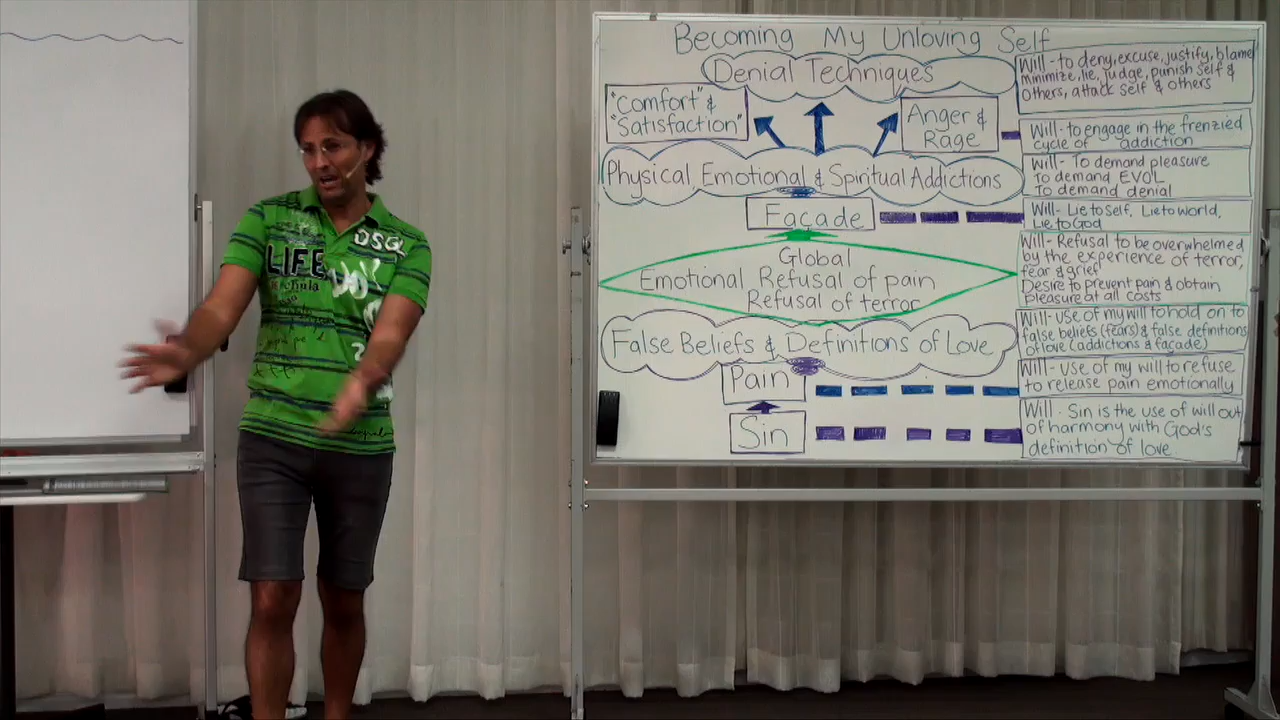 Becoming My Unloving Self
Denial Techniques
"Comfort" &
"Satisfaction"
Anger &
Rage
Physical Emotional & Spiritual Addictions
Façade
Global
Emotional Refusal of pain
Refusal of terror
False Beliefs & Definitions of Love
Pain
Sin
Will - to deny, excuse, justify, blame
minimize, lie, judge, punish self &
others, attack self & others
Will - to engage in the frenzied
cycle of addiction
Will - To demand pleasure
To demand EVOL
To demand denial
Will - Lie to Self, Lie to world,
Lie to God
Will - Refusal to be overwhelmed
by the experience of terror,
fear & grief
Desire to prevent pain & obtain
pleasure at all costs
Will - use of my will to hold on to
false beliefs (fears) & false definitions
of love (addictions & façade)
Will - use of my will to refuse
to release pain emotionally
Will - Sin is the use of will out
of harmony with God's
definition of love
DSQ
LIFE